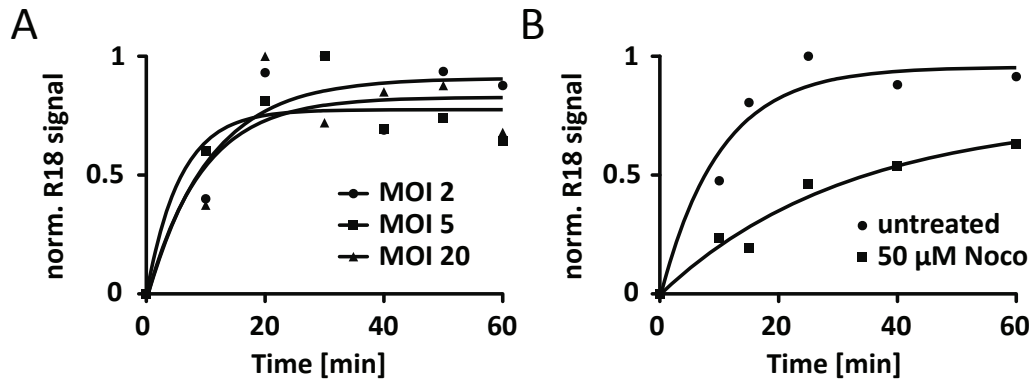 A
norm. R18 signal
1
0.5
0
MOI 2
MOI 5
MOI 20
0 20 40 60
Time [min]
B
norm. R18 signal
1
0.5
0
untreated
50 µM Noco
0 20 40 60
Time [min]